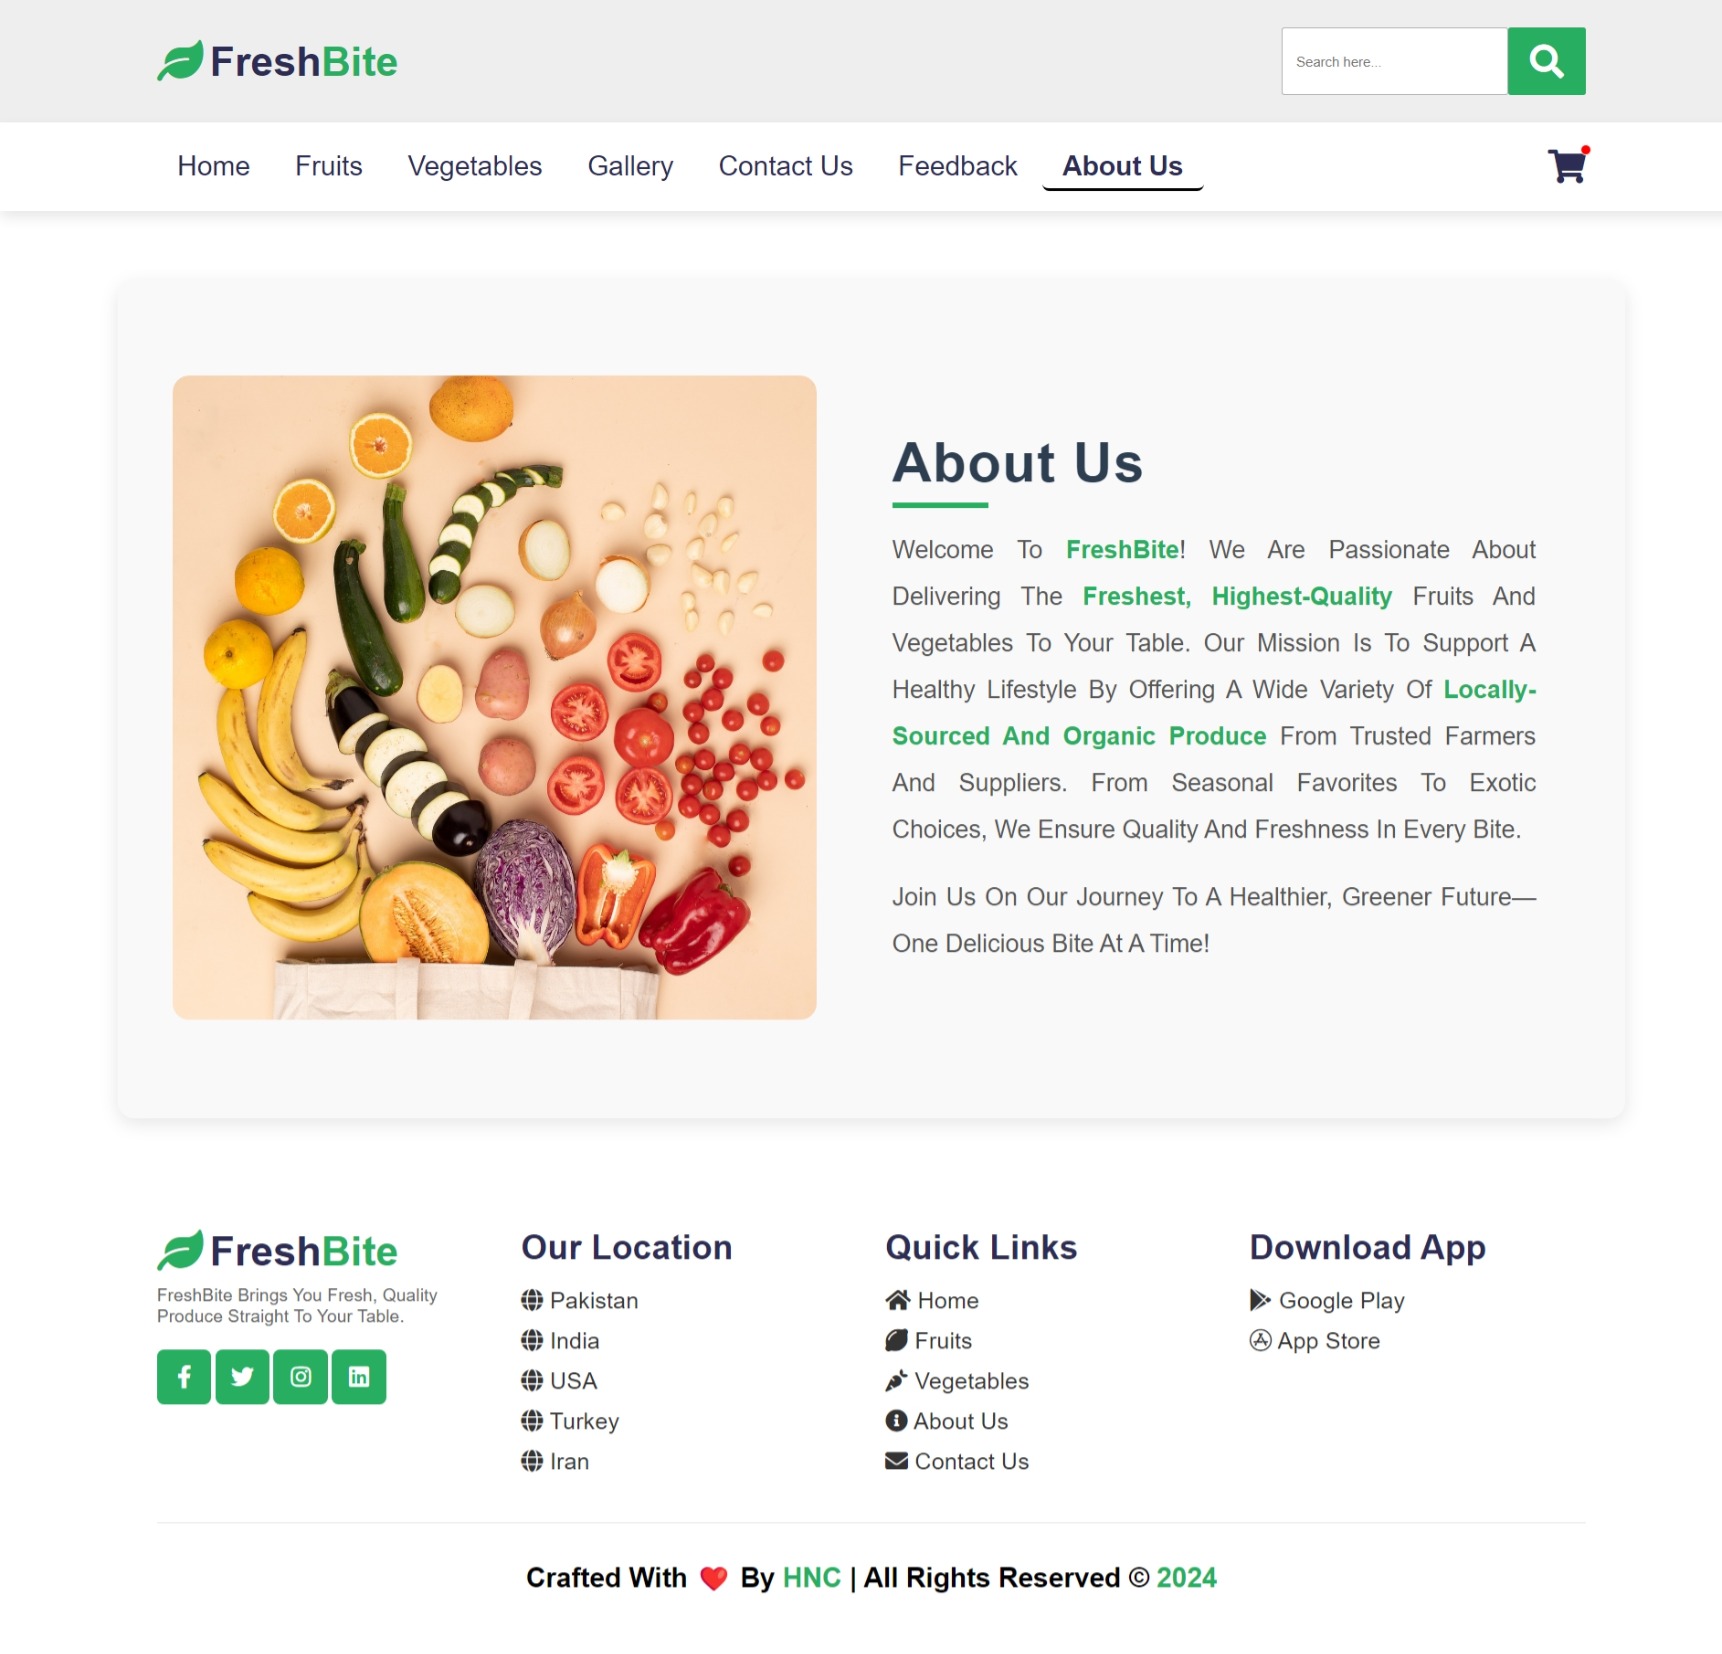 FreshBite
Search here...
Home Fruits Vegetables Gallery Contact Us Feedback About Us
About Us
Welcome To FreshBite! We Are Passionate About
Delivering The Freshest, Highest-Quality Fruits And
Vegetables To Your Table. Our Mission Is To Support A
Healthy Lifestyle By Offering A Wide Variety Of Locally-
Sourced And Organic Produce From Trusted Farmers
And Suppliers. From Seasonal Favorites To Exotic
Choices, We Ensure Quality And Freshness In Every Bite.
Join Us On Our Journey To A Healthier, Greener Future—
One Delicious Bite At A Time!
FreshBite
FreshBite Brings You Fresh, Quality
Produce Straight To Your Table.
Our Location
Pakistan
India
USA
Turkey
Iran
Quick Links
Home
Fruits
Vegetables
About Us
Contact Us
Download App
Google Play
App Store
Crafted With ❤️ By HNC | All Rights Reserved © 2024